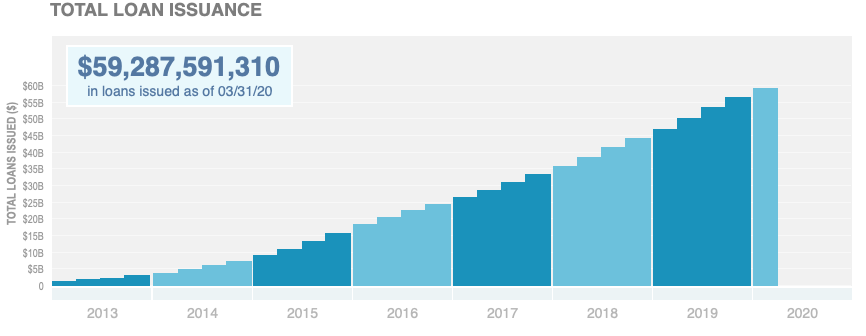 TOTAL LOAN ISSUANCE
$59,287,591,310
in loans issued as of 03/31/20
TOTAL LOANS ISSUED ($)
$60B
$55B
$50B
$45B
$40B
$35B
$30B
$25B
$20B
$15B
$10B
$5B
0
2013 2014 2015 2016 2017 2018 2019 2020